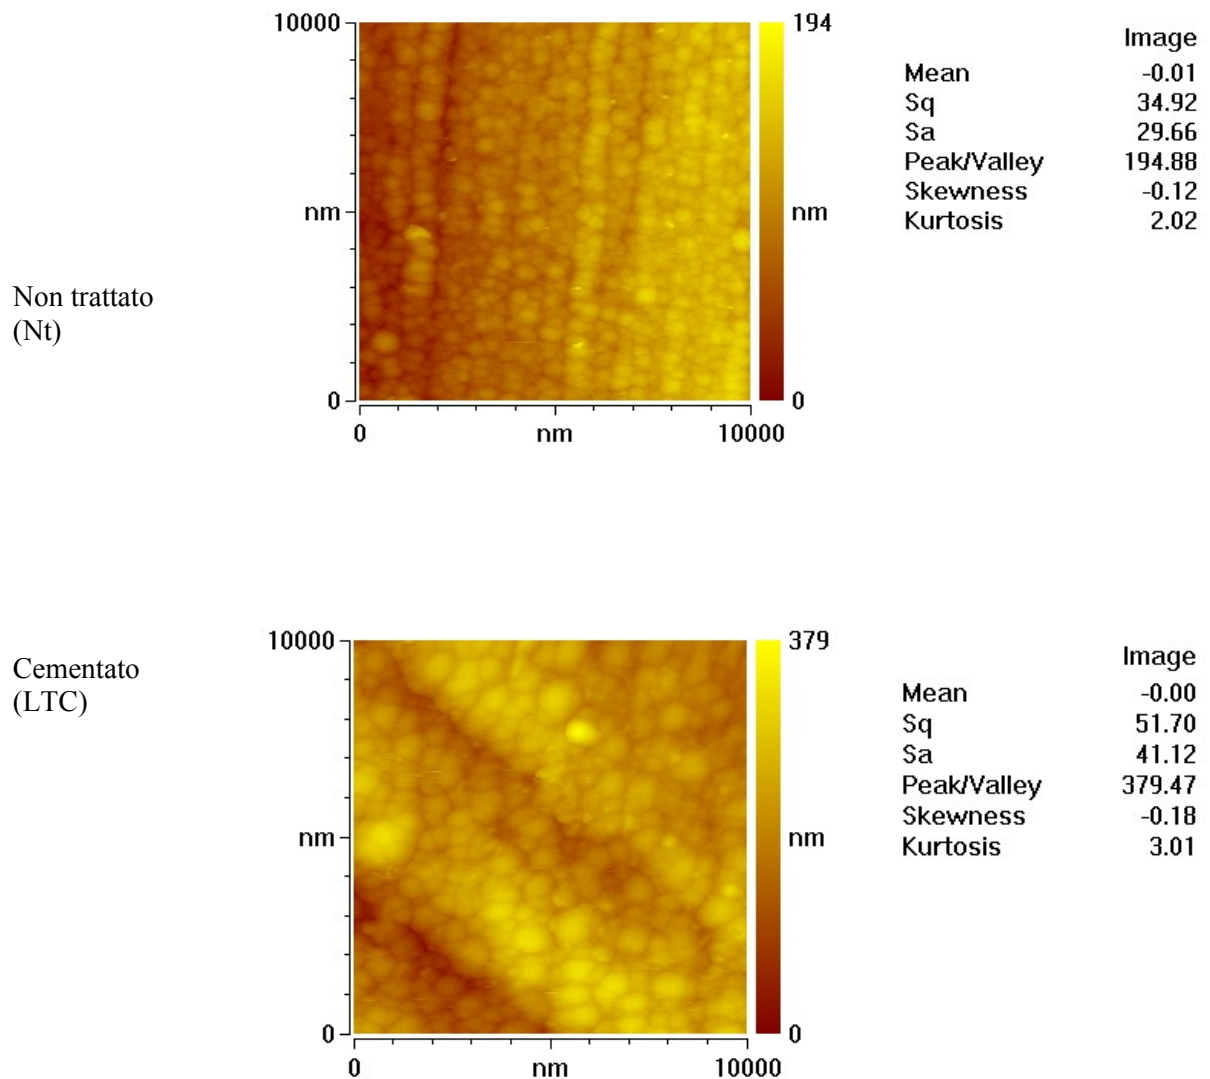 10000
194
nm
nm
0
0
0
nm
10000
Image
Mean -0.01
Sq 34.92
Sa 29.66
Peak/Valley 194.88
Skewness -0.12
Kurtosis 2.02
Non trattato
(Nt)
10000
379
nm
nm
0
0
0
nm
10000
Image
Mean -0.00
Sq 51.70
Sa 41.12
Peak/Valley 379.47
Skewness -0.18
Kurtosis 3.01
Cementato
(LTC)